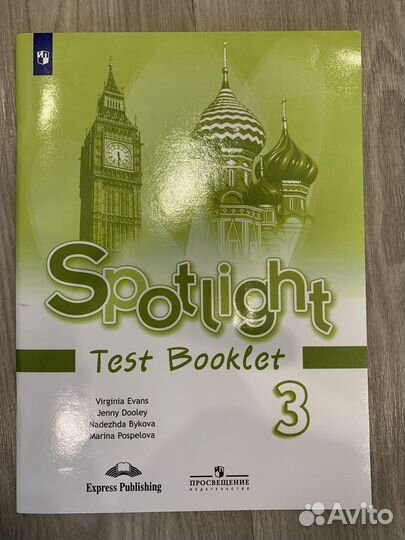 Spotlight
Test Booklet
3
Virginia Evans
Jenny Dooley
Nadezhda Bykova
Marina Pospelova
Express Publishing
ПРОСВЕЩЕНИЕ
ИЗДАТЕЛЬСТВО
Avito